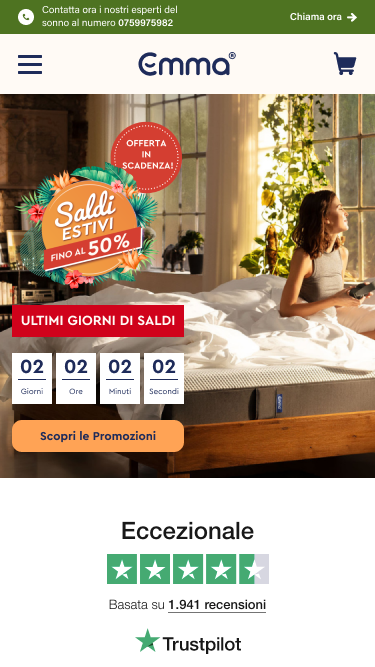 Contatta ora i nostri esperti del
sonno al numero 0759975982
Chiama ora
Emma®
OFFERTA
IN
SCADENZA!
Saldi
ESTIVI
FINO AL 50%
ULTIMI GIORNI DI SALDI
02 02 02 02
Giorni Ore Minuti Secondi
Scopri le Promozioni
Eccezionale
Basata su 1.941 recensioni
Trustpilot